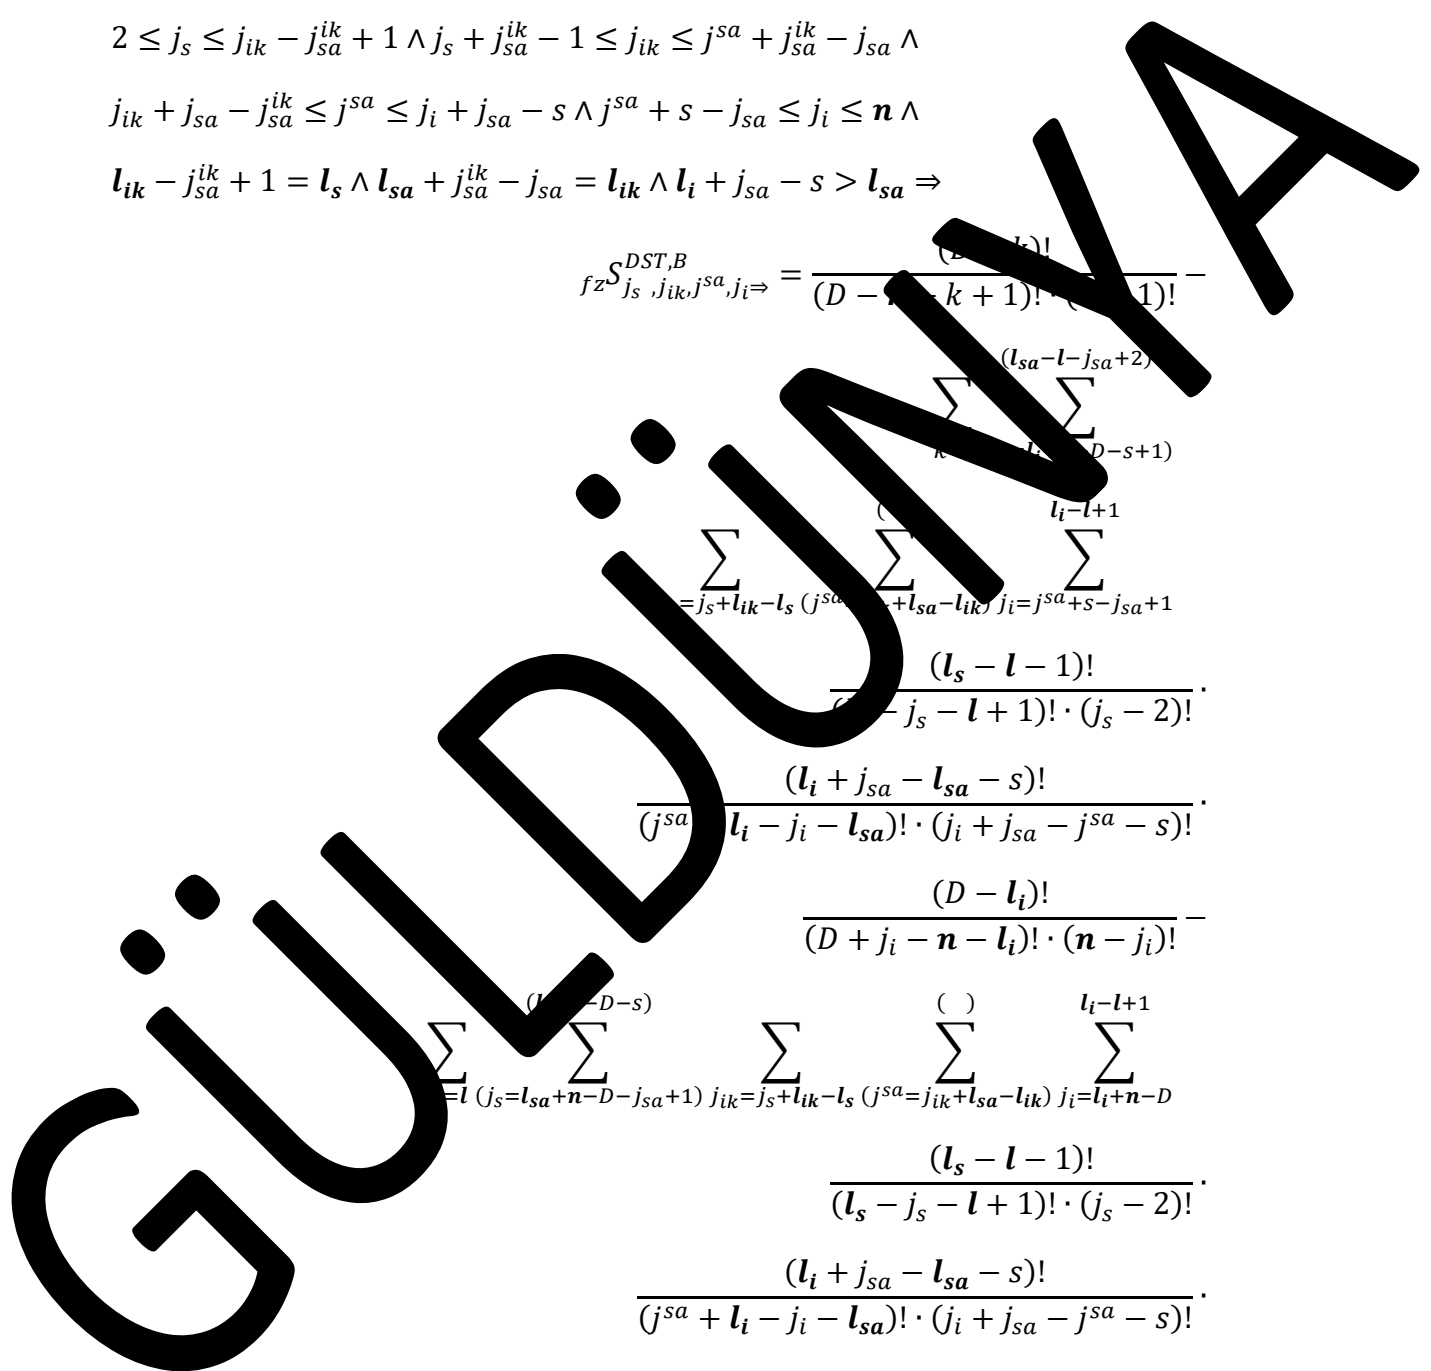 2 ≤ j_s ≤ j_{ik} − j_{sa}^{ik} + 1 ∧ j_s + j_{sa}^{ik} − 1 ≤ j_{ik} ≤ j^{sa} + j_{sa}^{ik} − j_{sa} ∧
j_{ik} + j_{sa} − j_{sa}^{ik} ≤ j^{sa} ≤ j_i + j_{sa} − s ∧ j^{sa} + s − j_{sa} ≤ j_i ≤ n ∧
l_{ik} − j_{sa}^{ik} + 1 = l_s ∧ l_{sa} + j_{sa}^{ik} − j_{sa} = l_{ik} ∧ l_i + j_{sa} − s > l_{sa} ⇒
)!
_{fz}S_{j_s ,j_{ik},j^{sa},j_i⇒}^{DST,B} = (D − k + 1)! · 1)! −
(l_{sa}−l−j_{sa}+2)
∑ ∑
D−s+1)
( l_i−l+1
∑ ∑ ∑
=j_s+l_{ik}−l_s (j^{sa} +l_{sa}−l_{ik}) j_i=j^{sa}+s−j_{sa}+1
(l_s − l − 1)!
− j_s − l + 1)! · (j_s − 2)! ·
(l_i + j_{sa} − l_{sa} − s)!
(j^{sa} l_i − j_i − l_{sa})! · (j_i + j_{sa} − j^{sa} − s)! ·
(D − l_i)!
(D + j_i − n − l_i)! · (n − j_i)! −
−D−s) ( ) l_i−l+1
∑ ∑ ∑ ∑ ∑
=l (j_s=l_{sa}+n−D−j_{sa}+1) j_{ik}=j_s+l_{ik}−l_s (j^{sa}=j_{ik}+l_{sa}−l_{ik}) j_i=l_i+n−D
(l_s − l − 1)!
(l_s − j_s − l + 1)! · (j_s − 2)! ·
(l_i + j_{sa} − l_{sa} − s)!
(j^{sa} + l_i − j_i − l_{sa})! · (j_i + j_{sa} − j^{sa} − s)! ·
GÜLDÜNYA